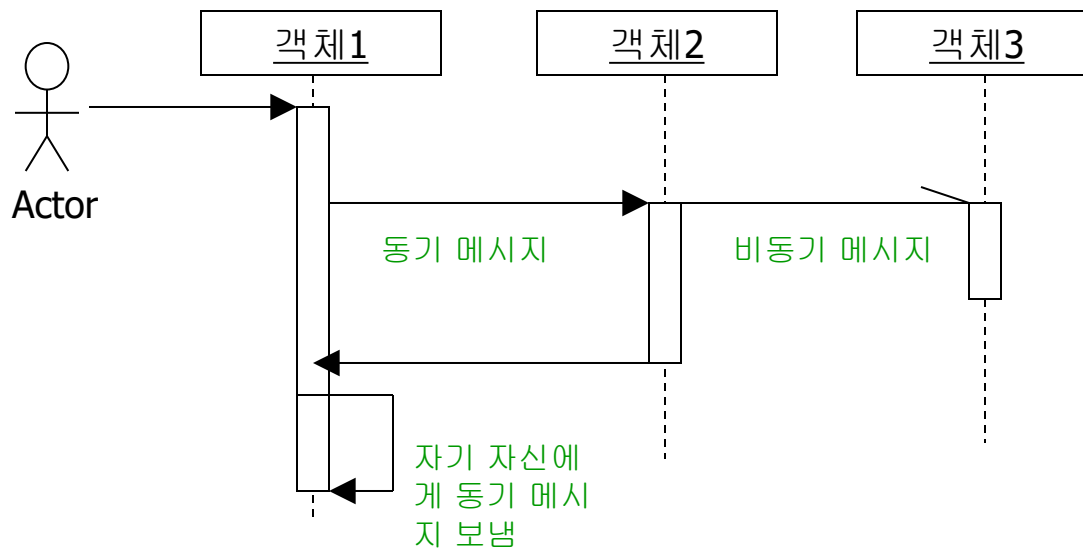 객체1
객체2
객체3
Actor
동기 메시지
비동기 메시지
자기 자신에
게 동기 메시
지 보냄